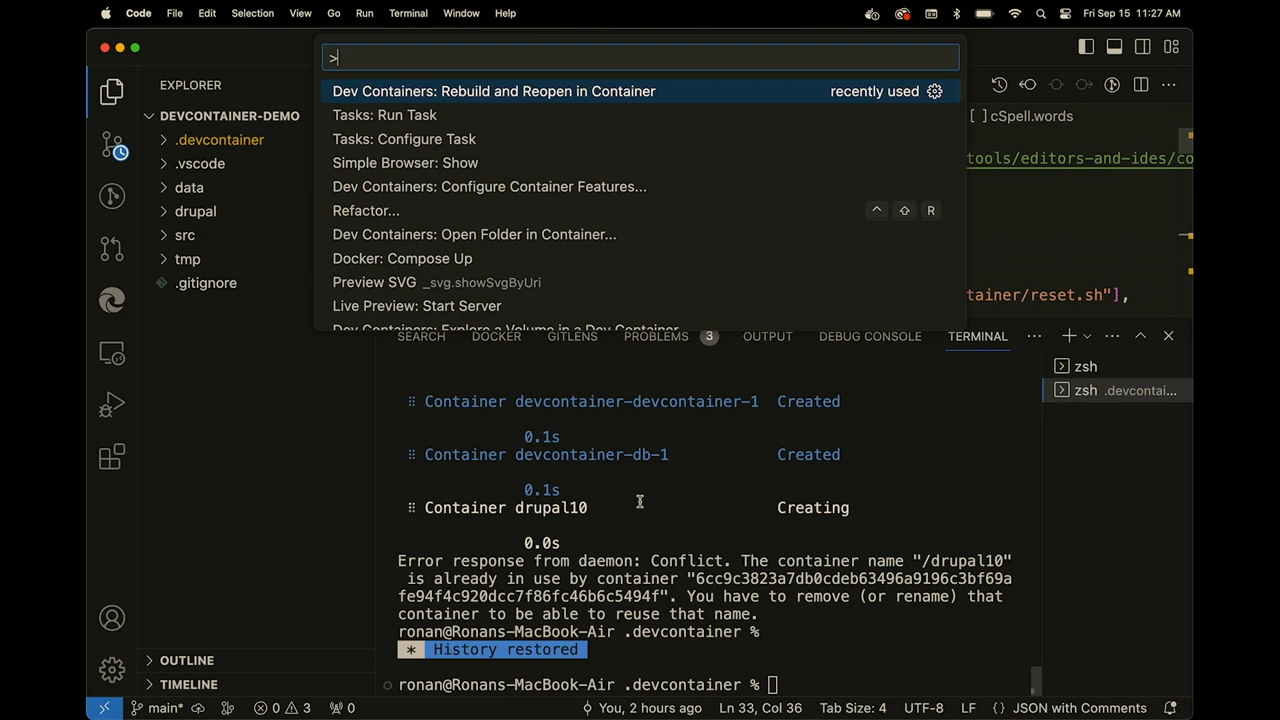 Code File Edit Selection View Go Run Terminal Window Help Fri Sep 15 11:27 AM
>
EXPLORER
DEVCONTAINER-DEMO
.devcontainer
.vscode
data
drupal
src
tmp
.gitignore
OUTLINE
TIMELINE
Dev Containers: Rebuild and Reopen in Container recently used
Tasks: Run Task
Tasks: Configure Task
Simple Browser: Show
Dev Containers: Configure Container Features...
Refactor... ^ ⇧ R
Dev Containers: Open Folder in Container...
Docker: Compose Up
Preview SVG _svg.showSvgByUri
Live Preview: Start Server
Dev Containers: Explore a Volume in a Dev Container
[ ] cSpell.words
tools/editors-and-ides/co
tainer/reset.sh"],
SEARCH DOCKER GITLENS PROBLEMS 3 OUTPUT DEBUG CONSOLE TERMINAL
zsh
zsh .devcontai...
Container devcontainer-devcontainer-1 Created
0.1s
Container devcontainer-db-1 Created
0.1s
Container drupal10 Creating
0.0s
Error response from daemon: Conflict. The container name "/drupal10"
is already in use by container "6cc9c3823a7db0cdeb63496a9196c3bf69a
fe94f4c920dcc7f86fc46b6c5494f". You have to remove (or rename) that
container to be able to reuse that name.
ronan@Ronans-MacBook-Air .devcontainer %
* History restored
ronan@Ronans-MacBook-Air .devcontainer %
main* 0 3 0 You, 2 hours ago Ln 33, Col 36 Tab Size: 4 UTF-8 LF {} JSON with Comments